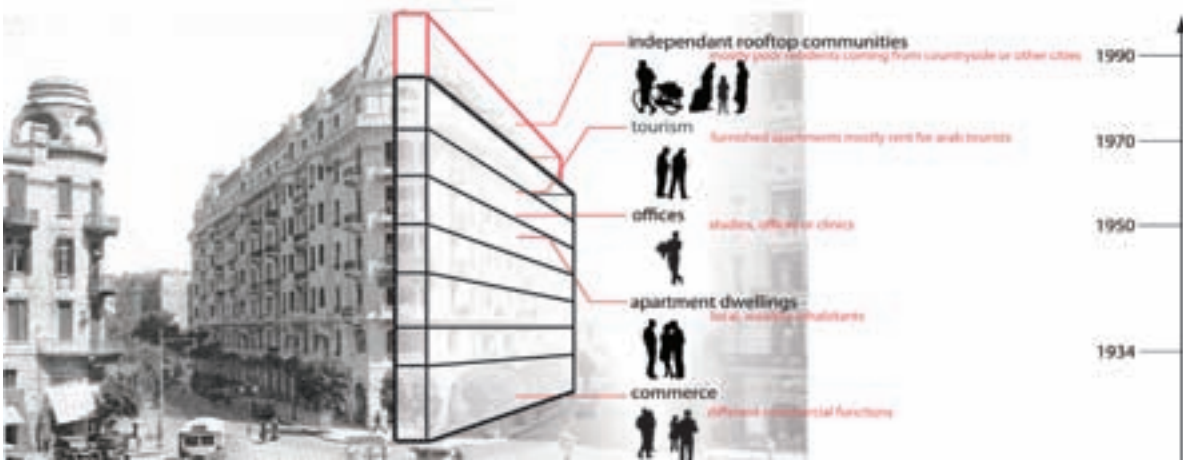 independant rooftop communities
mostly poor residents coming from countryside or other cities
1990
tourism
furnished apartments mostly rent for arab tourists
1970
offices
studios, offices or clinics
1950
apartment dwellings
local, inhabitants
1934
commerce
different commercial functions